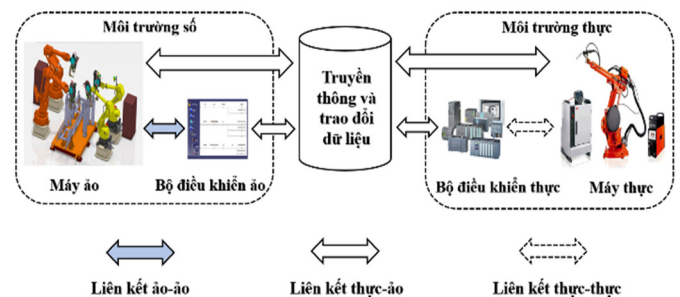 Môi trường số
Môi trường thực
Truyền
thông và
trao dổi
dữ liệu
Máy ảo
Bộ điều khiển ảo
Bộ điều khiển thực
Máy thực
Liên kết ảo-ảo
Liên kết thực-ảo
Liên kết thực-thực